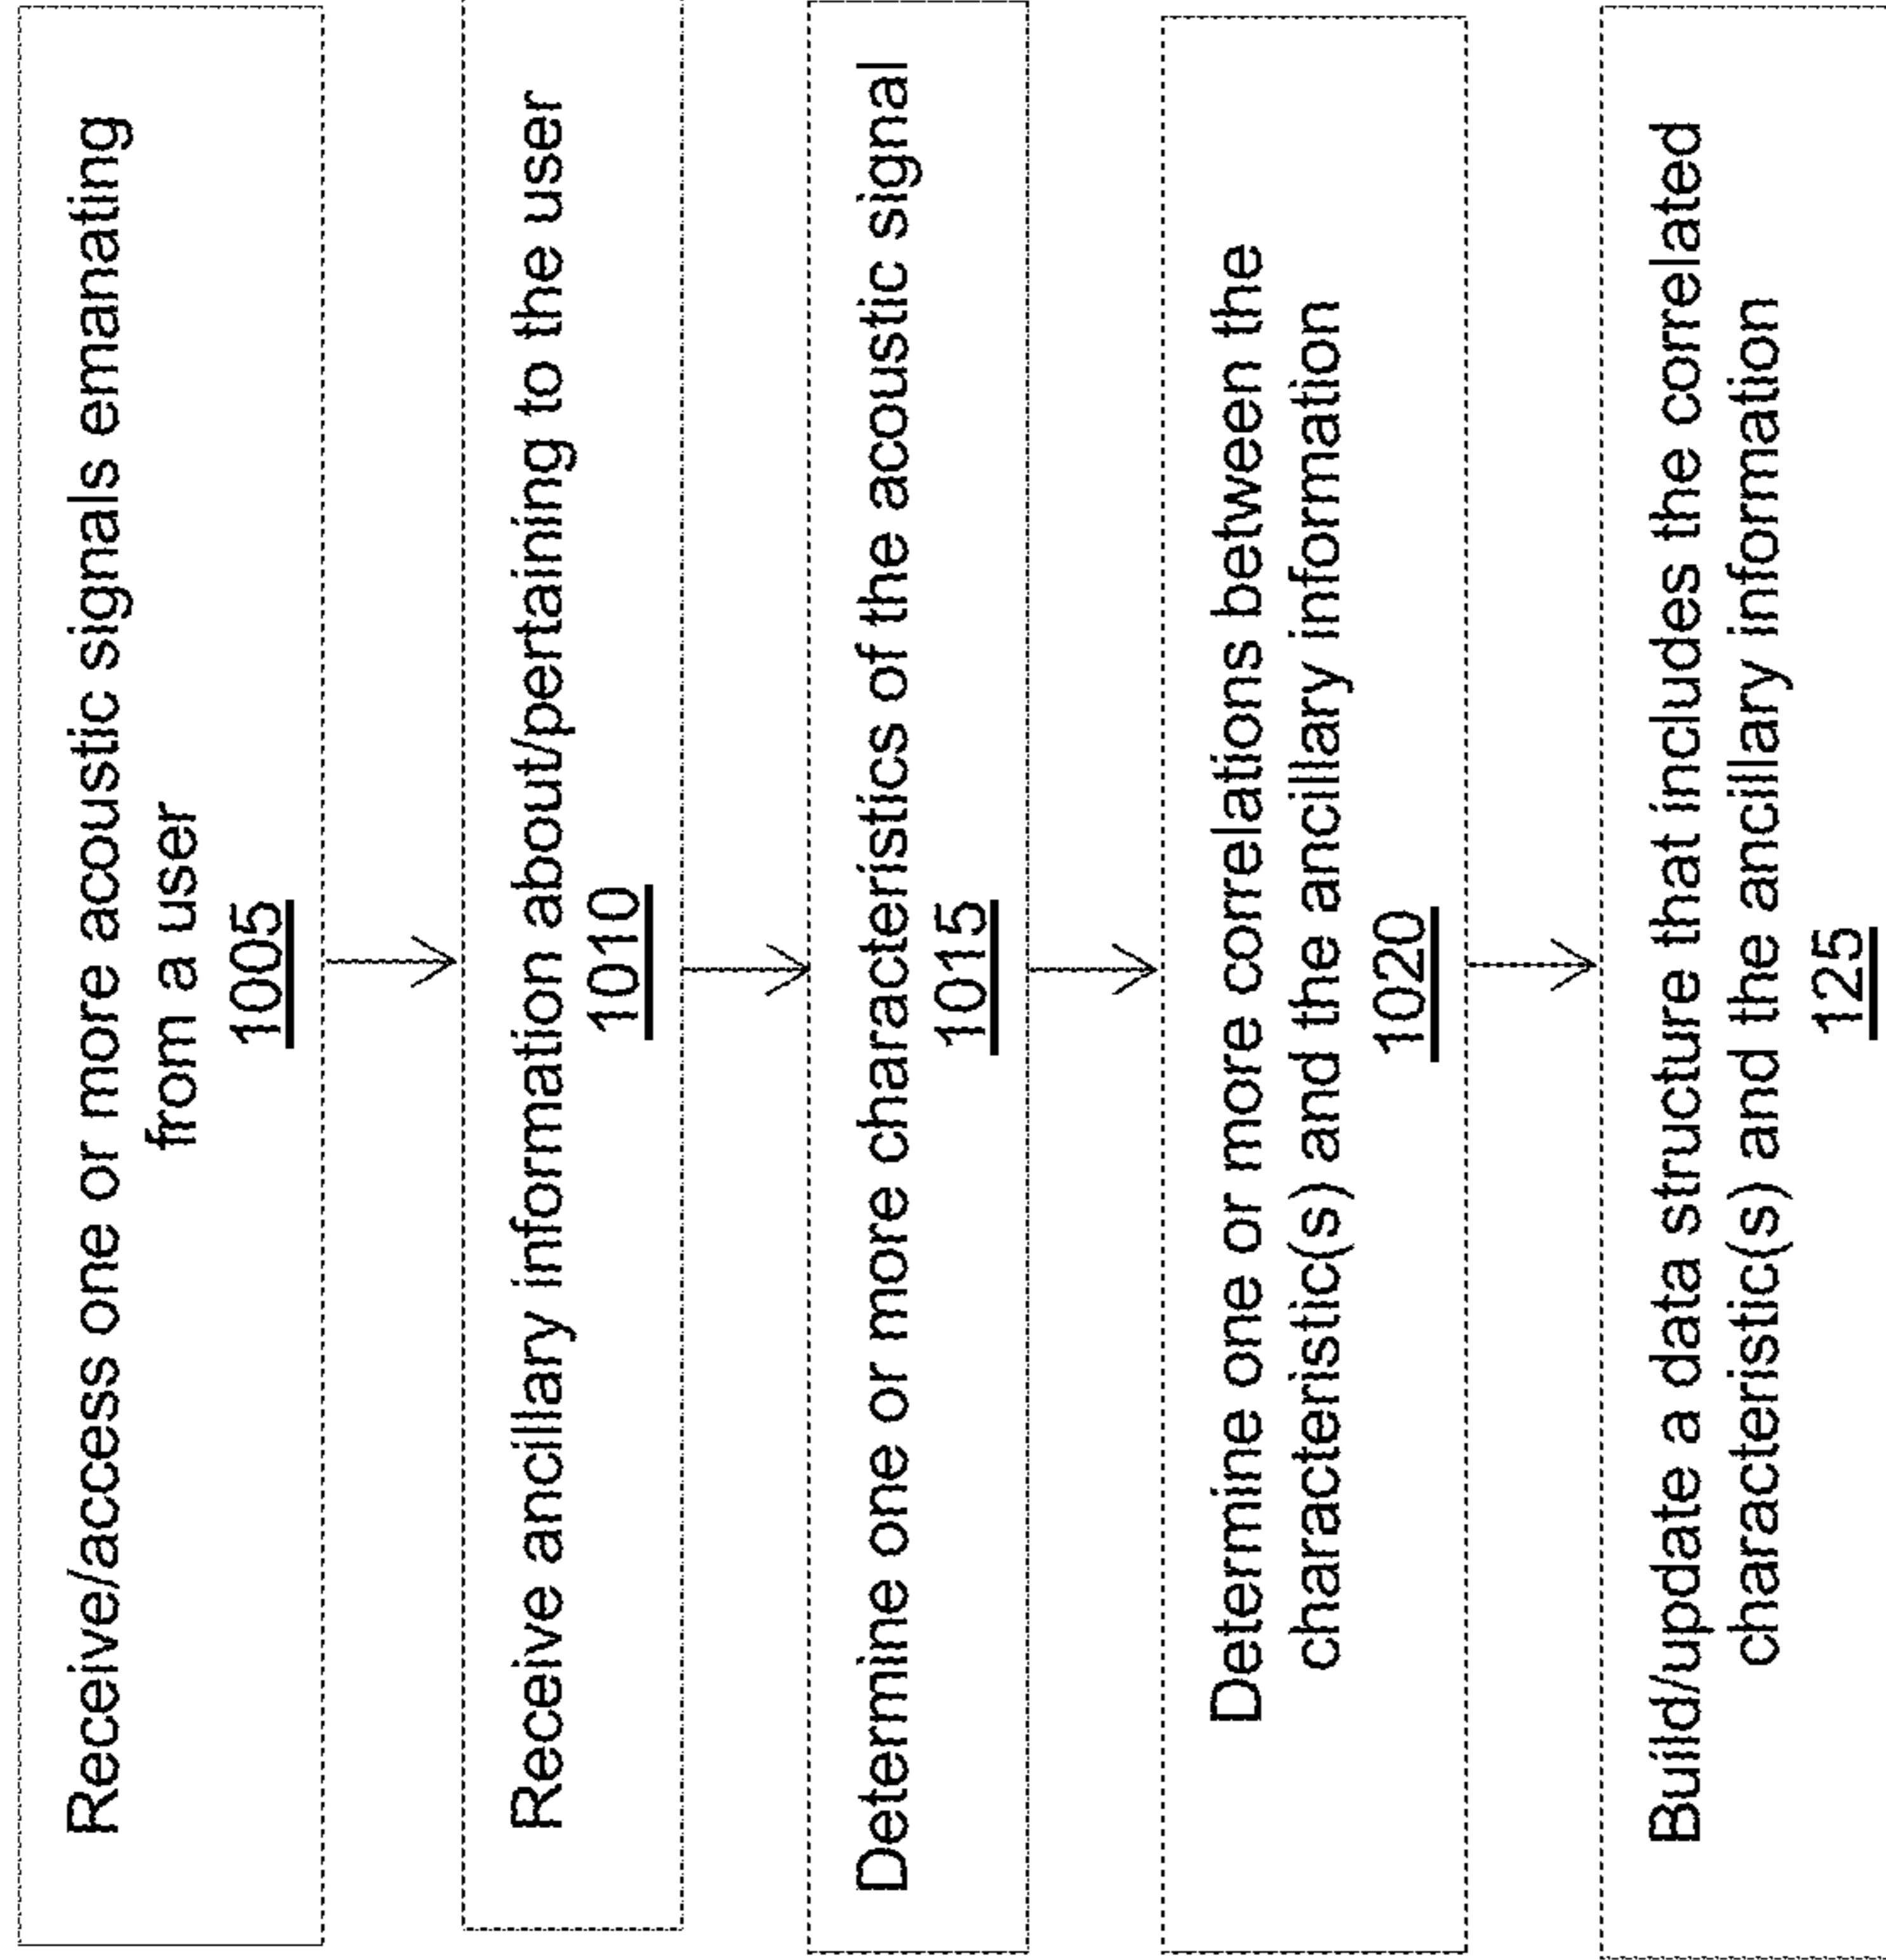 Receive/access one or more acoustic signals emanating
from a user
1005
Receive ancillary information about/pertaining to the user
1010
Determine one or more characteristics of the acoustic signal
1015
Determine one or more correlations between the
characteristic(s) and the ancillary information
1020
Build/update a data structure that includes the correlated
characteristic(s) and the ancillary information
125